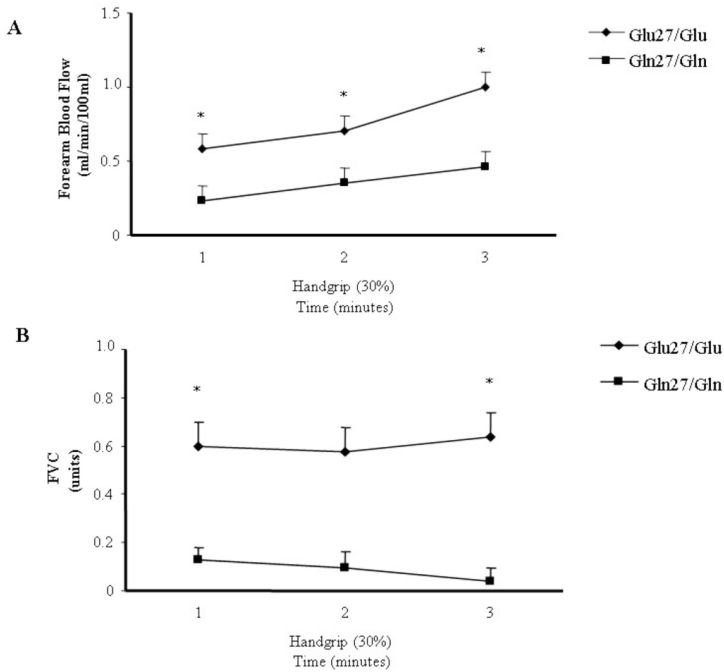 A
Forearm Blood Flow
(ml/min/100ml)
1.5
1.0
0.5
0
*
*
*
Glu27/Glu
Gln27/Gln
1 2 3
Handgrip (30%)
Time (minutes)
B
FVC
(units)
1.0
0.8
0.6
0.4
0.2
0
*
*
Glu27/Glu
Gln27/Gln
1 2 3
Handgrip (30%)
Time (minutes)